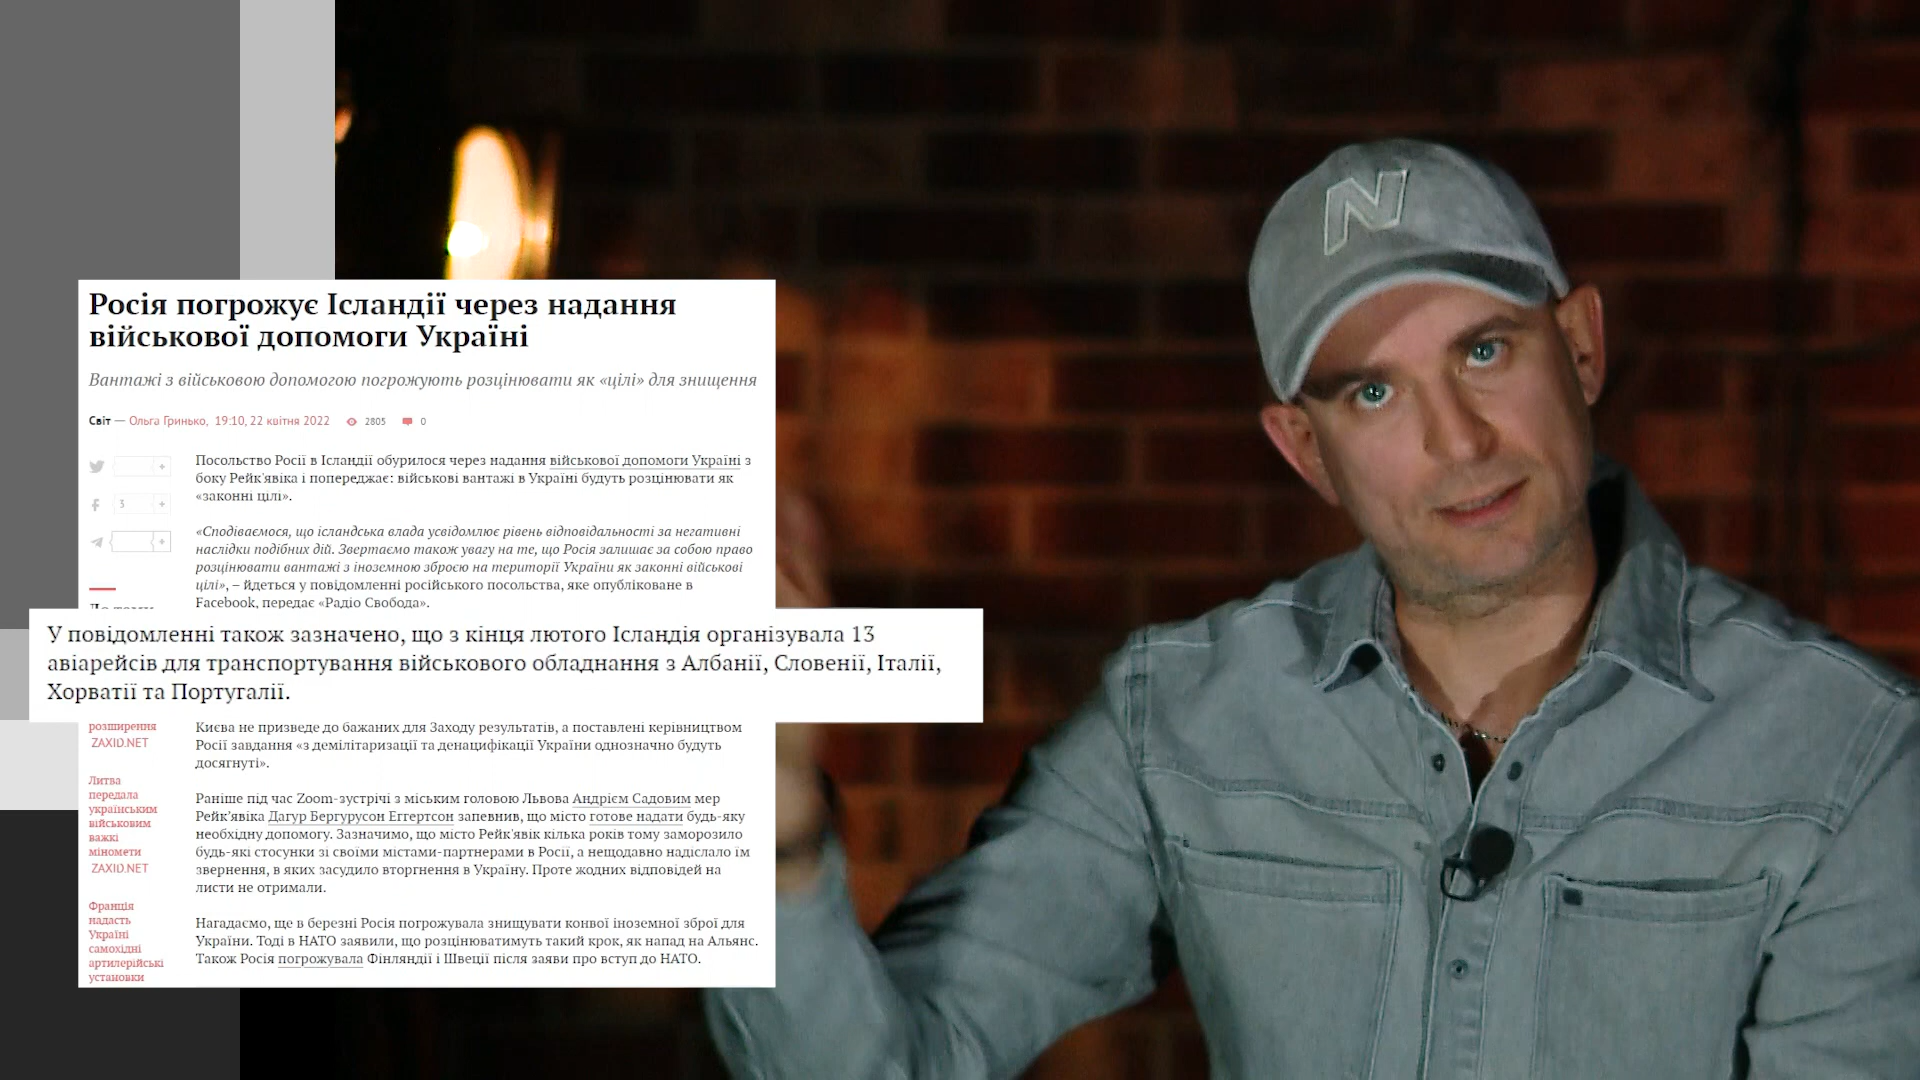 N
Росія погрожує Ісландії через надання
військової допомоги Україні
Вантажі з військовою допомогою погрожують розцінювати як «цілі» для знищення
Світ — Ольга Гринько, 19:10, 22 квітня 2022 2805 0
Посольство Росії в Ісландії обурилося через надання військової допомоги Україні з
боку Рейк'явіка і попереджає: військові вантажі в Україні будуть розцінювати як
«законні цілі».
+
3 +
+
«Сподіваємося, що ісландська влада усвідомлює рівень відповідальності за негативні
наслідки подібних дій. Звертаємо також увагу на те, що Росія залишає за собою право
розцінювати вантажі з іноземною зброєю на території України як законні військові
цілі», – йдеться у повідомленні російського посольства, яке опубліковане в
Facebook, передає «Радіо Свобода».
У повідомленні також зазначено, що з кінця лютого Ісландія організувала 13
авіарейсів для транспортування військового обладнання з Албанії, Словенії, Італії,
Хорватії та Португалії.
розширення
ZAXID.NET
Литва
передала
українським
військовим
важкі
міномети
ZAXID.NET
Франція
надасть
Україні
самохідні
артилерійські
установки
Києва не призведе до бажаних для Заходу результатів, а поставлені керівництвом
Росії завдання «з демілітаризації та денацифікації України однозначно будуть
досягнуті».
Раніше під час Zoom-зустрічі з міським головою Львова Андрієм Садовим мер
Рейк’явіка Дагур Бергурусон Еггертсон запевнив, що місто готове надати будь-яку
необхідну допомогу. Зазначимо, що місто Рейк'явік кілька років тому заморозило
будь-які стосунки зі своїми містами-партнерами в Росії, а нещодавно надіслало їм
звернення, в яких засудило вторгнення в Україну. Проте жодних відповідей на
листи не отримали.
Нагадаємо, ще в березні Росія погрожувала знищувати конвої іноземної зброї для
України. Тоді в НАТО заявили, що розцінюватимуть такий крок, як напад на Альянс.
Також Росія погрожувала Фінляндії і Швеції після заяви про вступ до НАТО.